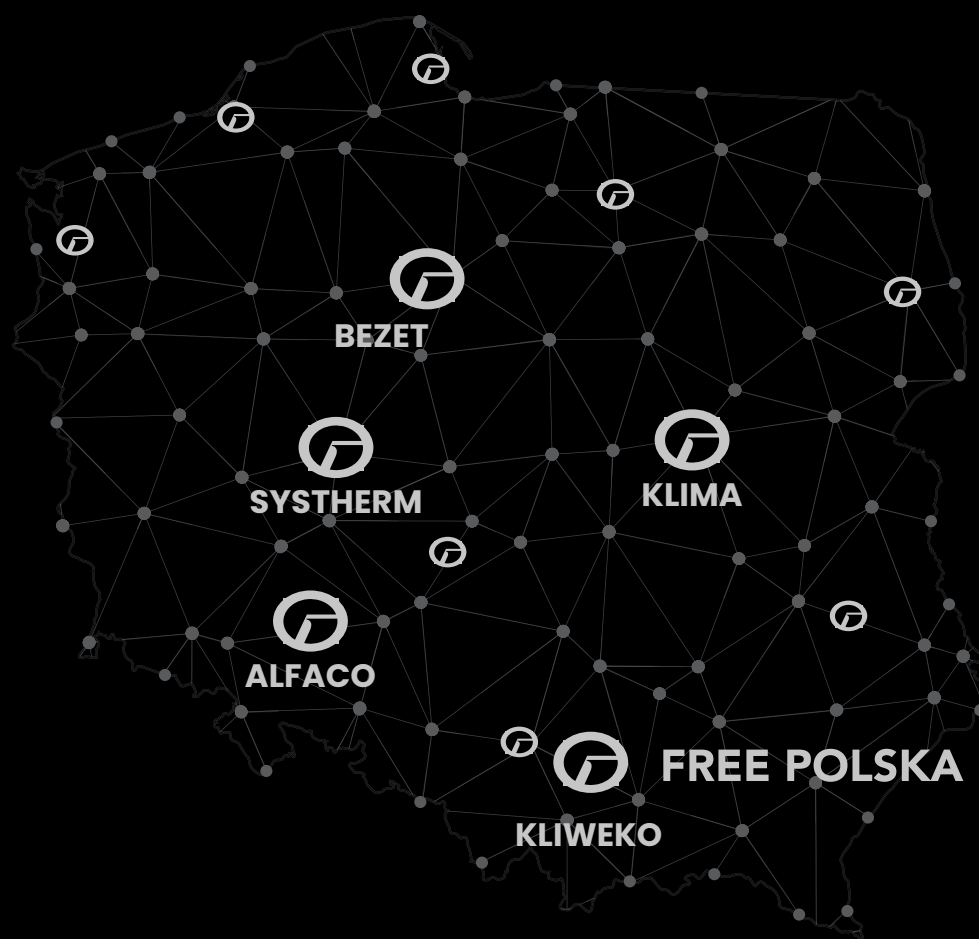 BEZET
SYSTHERM
KLIMA
ALFACO
FREE POLSKA
KLIWEKO